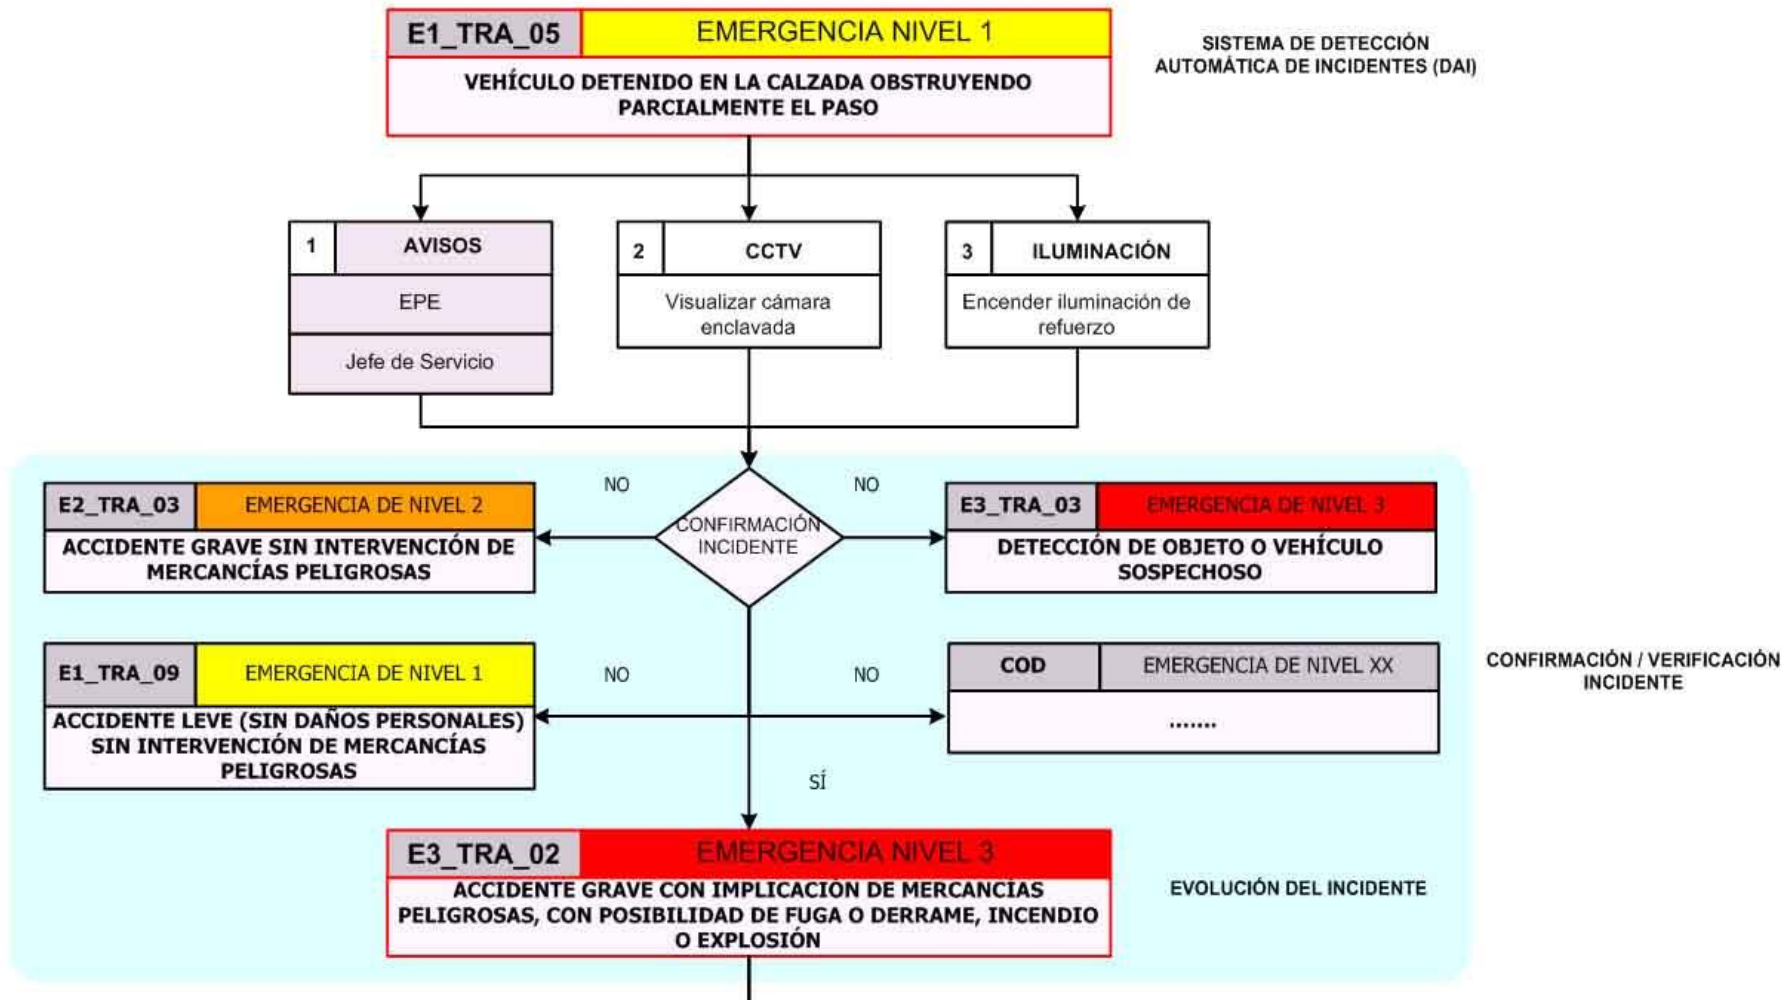 E1_TRA_05
EMERGENCIA NIVEL 1
SISTEMA DE DETECCIÓN
AUTOMÁTICA DE INCIDENTES (DAI)
VEHÍCULO DETENIDO EN LA CALZADA OBSTRUYENDO
PARCIALMENTE EL PASO
1
AVISOS
EPE
Jefe de Servicio
2
CCTV
Visualizar cámara
enclavada
3
ILUMINACIÓN
Encender iluminación de
refuerzo
NO
NO
CONFIRMACIÓN
INCIDENTE
E2_TRA_03
EMERGENCIA DE NIVEL 2
ACCIDENTE GRAVE SIN INTERVENCIÓN DE
MERCANCÍAS PELIGROSAS
E3_TRA_03
EMERGENCIA DE NIVEL 3
DETECCIÓN DE OBJETO O VEHÍCULO
SOSPECHOSO
E1_TRA_09
EMERGENCIA DE NIVEL 1
ACCIDENTE LEVE (SIN DAÑOS PERSONALES)
SIN INTERVENCIÓN DE MERCANCÍAS
PELIGROSAS
NO
NO
COD
EMERGENCIA DE NIVEL XX
.......
CONFIRMACIÓN / VERIFICACIÓN
INCIDENTE
SÍ
E3_TRA_02
EMERGENCIA NIVEL 3
ACCIDENTE GRAVE CON IMPLICACIÓN DE MERCANCÍAS
PELIGROSAS, CON POSIBILIDAD DE FUGA O DERRAME, INCENDIO
O EXPLOSIÓN
EVOLUCIÓN DEL INCIDENTE